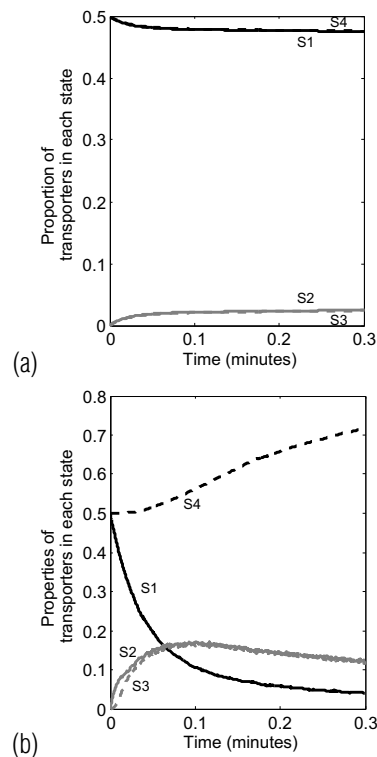 0.5
S4
S1
0.4
0.3
0.2
0.1
S2
S3
0
0
0.1
0.2
0.3
Proportion of
transporters in each state
Time (minutes)
(a)
0.8
0.7
0.6
0.5
0.4
0.3
0.2
0.1
0
S4
S1
S2
S3
0
0.1
0.2
0.3
Properties of
transporters in each state
Time (minutes)
(b)